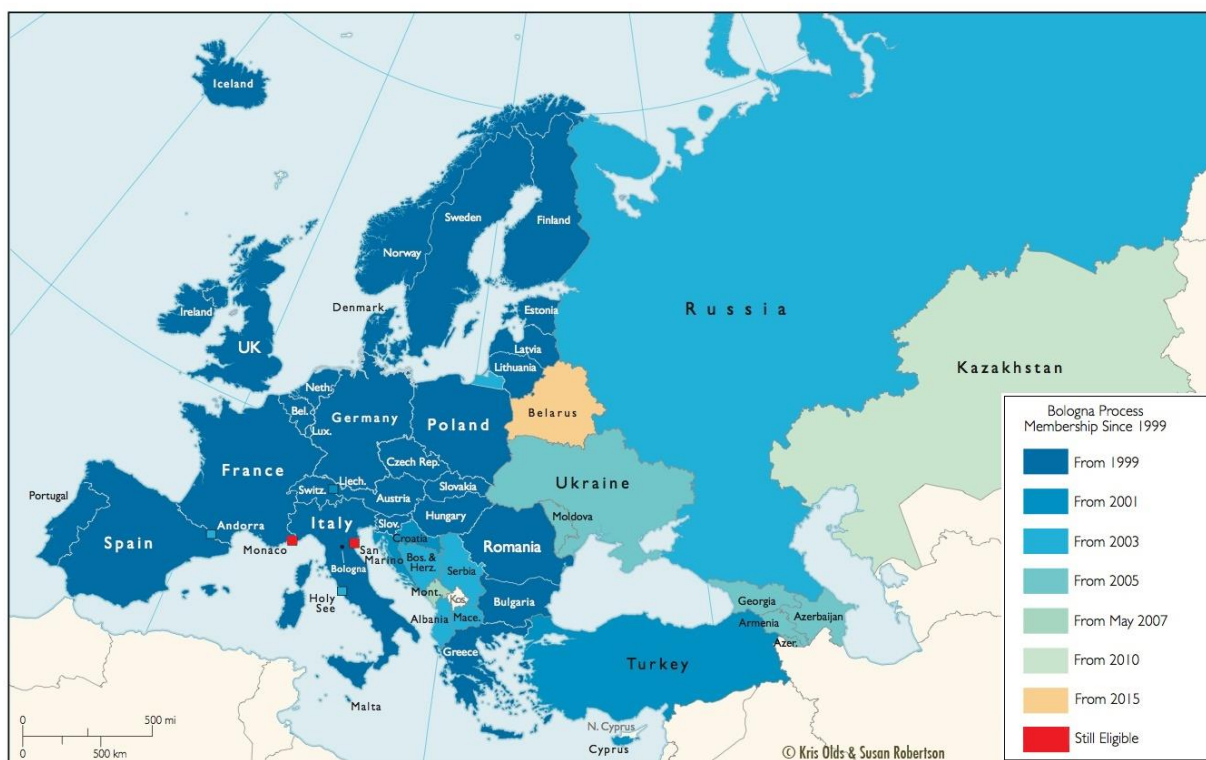 Iceland
Sweden
Finland
Norway
Russia
Denmark
Estonia
Ireland
Latvia
UK
Lithuania
Kazakhstan
Neth.
Belarus
Bel.
Germany
Poland
Lux.
Czech Rep.
France
Ukraine
Liech.
Slovakia
Switz.
Austria
Portugal
Moldova
Hungary
Andorra
Italy
Slov.
Spain
Monaco
San
Marino
Croatia
Romania
Bologna
Bos. &
Herz.
Serbia
Holy
See
Mont.
Kos.
Bulgaria
Georgia
Albania
Mace.
Armenia
Azerbaijan
Azer.
Greece
Turkey
Malta
N. Cyprus
Cyprus
0 500 mi
0 500 km
© Kris Olds & Susan Robertson
Bologna Process
Membership Since 1999
From 1999
From 2001
From 2003
From 2005
From May 2007
From 2010
From 2015
Still Eligible